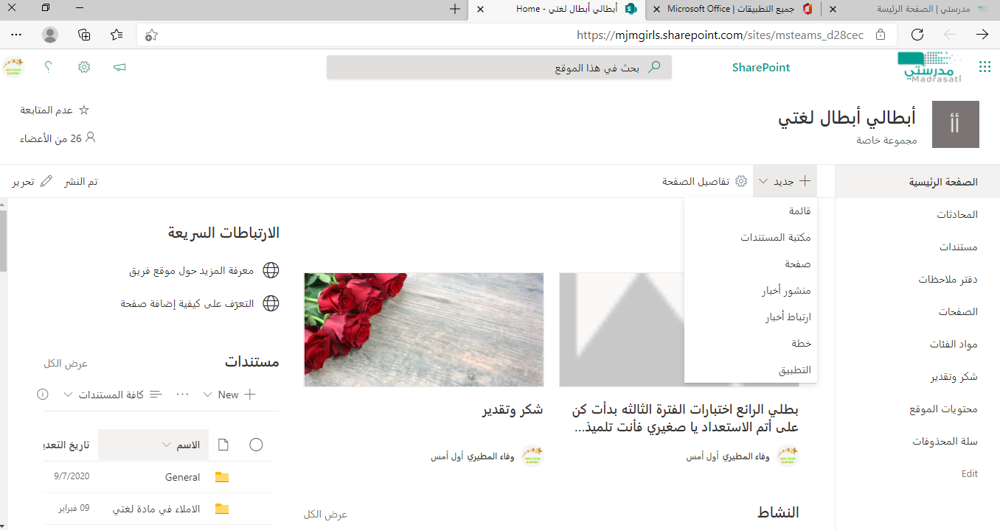 مدرستي | الصفحة الرئيسة
جميع التطبيقات | Microsoft Office
أبطالي أبطال لغتي - Home
https://mjmgirls.sharepoint.com/sites/msteams_d28cec
مدرستي
Madrasati
SharePoint
بحث في هذا الموقع
أأ
أبطالي أبطال لغتي
مجموعة خاصة
عدم المتابعة
26 من الأعضاء
جديد
تفاصيل الصفحة
تم النشر
تحرير
الصفحة الرئيسية
المحادثات
مستندات
دفتر ملاحظات
الصفحات
مواد الفئات
شكر وتقدير
محتويات الموقع
سلة المحذوفات
Edit
قائمة
مكتبة المستندات
صفحة
منشور أخبار
ارتباط أخبار
خطة
التطبيق
بطلي الرائع اختبارات الفترة الثالثه بدأت كن
على أتم الاستعداد يا صغيري فأنت تلميذ...
وفاء المطيري أول أمس
شكر وتقدير
وفاء المطيري أول أمس
النشاط
عرض الكل
الارتباطات السريعة
معرفة المزيد حول موقع فريق
التعرّف على كيفية إضافة صفحة
مستندات
عرض الكل
New
...
كافة المستندات
الاسم
تاريخ التعدي
General
9/7/2020
الاملاء في مادة لغتي
09 فبراير